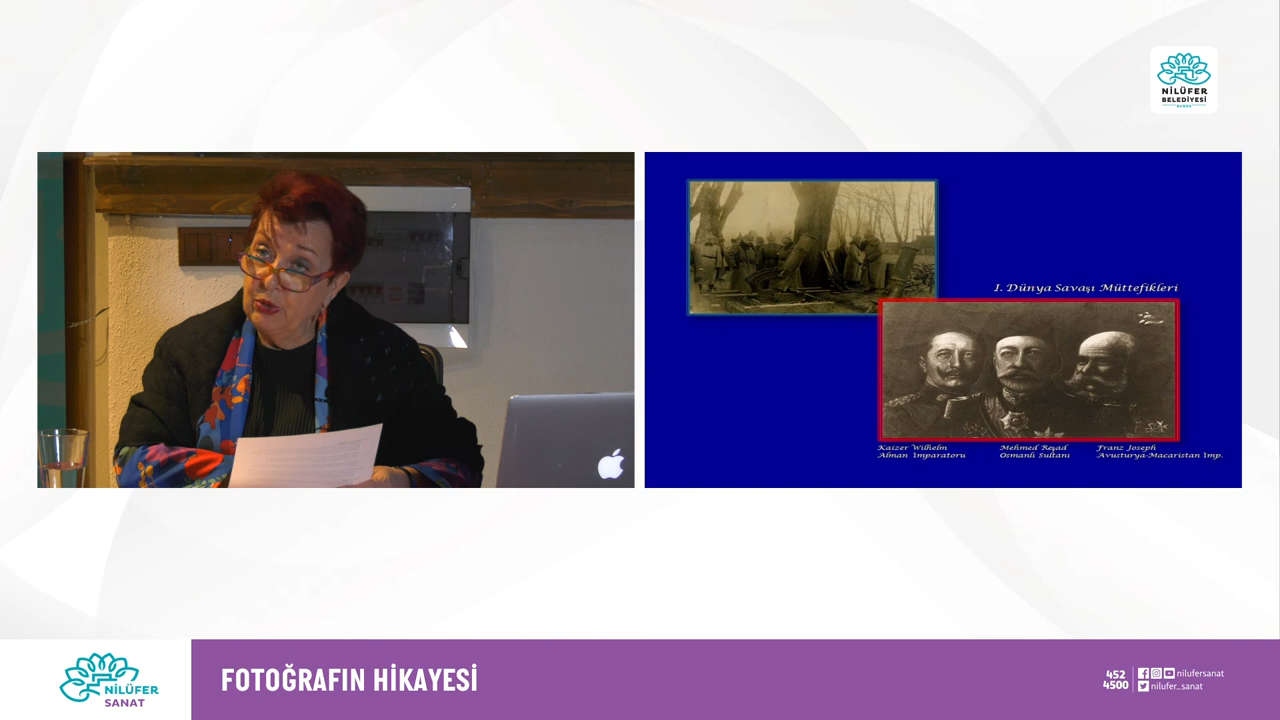 NİLÜFER
BELEDİYESİ
BURSA
I. Dünya Savaşı Müttefikleri
Kaizer Wilhelm
Alman İmparatoru
Mehmed Reşad
Osmanlı Sultanı
Franz Joseph
Avusturya-Macaristan İmp.
NİLÜFER
SANAT
FOTOĞRAFIN HİKAYESİ
452
4500
nilufersanat
nilufer_sanat